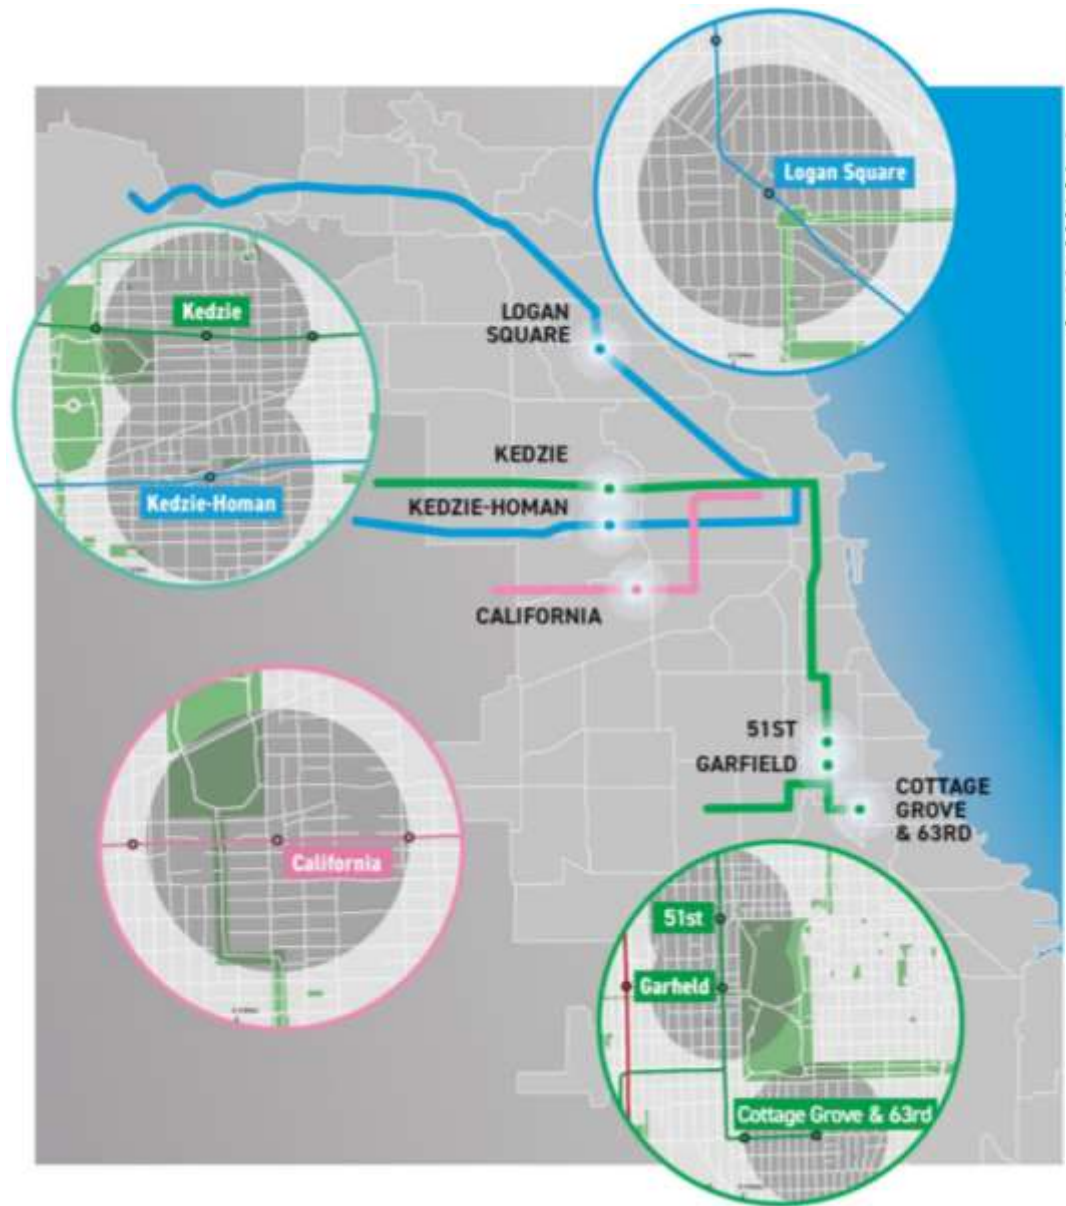 Logan Square
Kedzie
LOGAN
SQUARE
KEDZIE
KEDZIE-HOMAN
Kedzie-Homan
CALIFORNIA
51ST
GARFIELD
COTTAGE
GROVE
& 63RD
California
51st
Garfield
Cottage Grove & 63rd